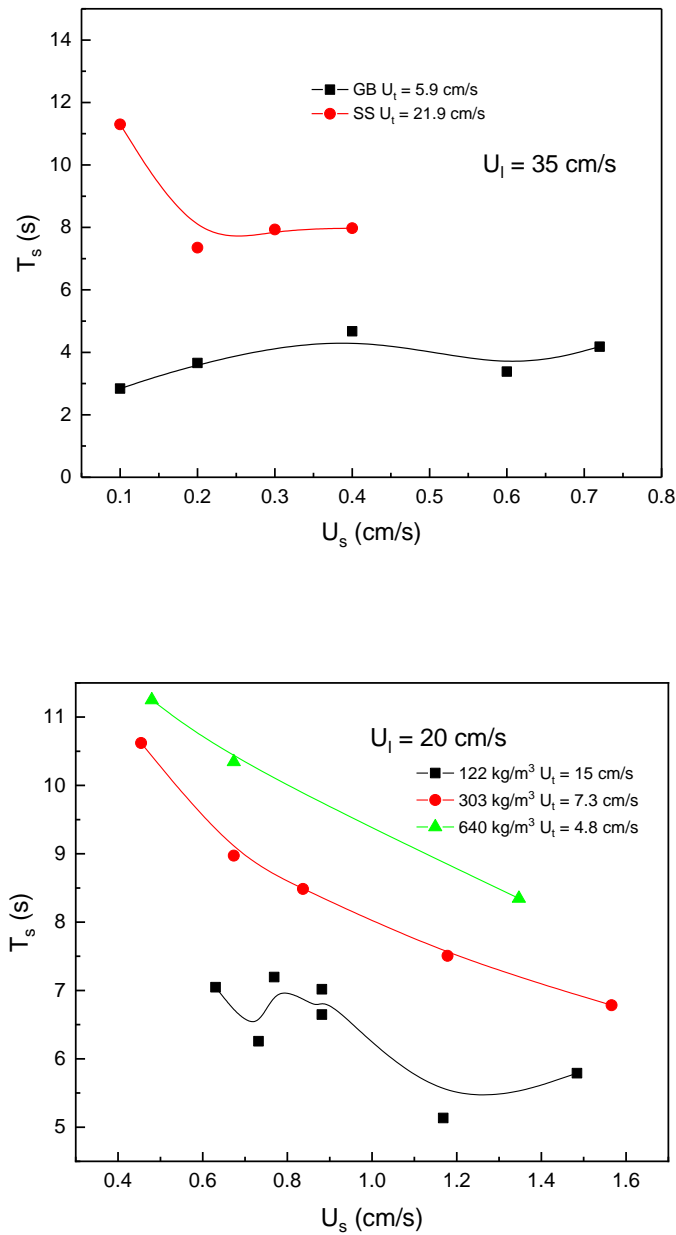 14
12
10
8
6
4
2
0
T_s (s)
GB U_t = 5.9 cm/s
SS U_t = 21.9 cm/s
U_l = 35 cm/s
0.1 0.2 0.3 0.4 0.5 0.6 0.7 0.8
U_s (cm/s)
11
10
9
8
7
6
5
T_s (s)
U_l = 20 cm/s
122 kg/m³ U_t = 15 cm/s
303 kg/m³ U_t = 7.3 cm/s
640 kg/m³ U_t = 4.8 cm/s
0.4 0.6 0.8 1.0 1.2 1.4 1.6
U_s (cm/s)